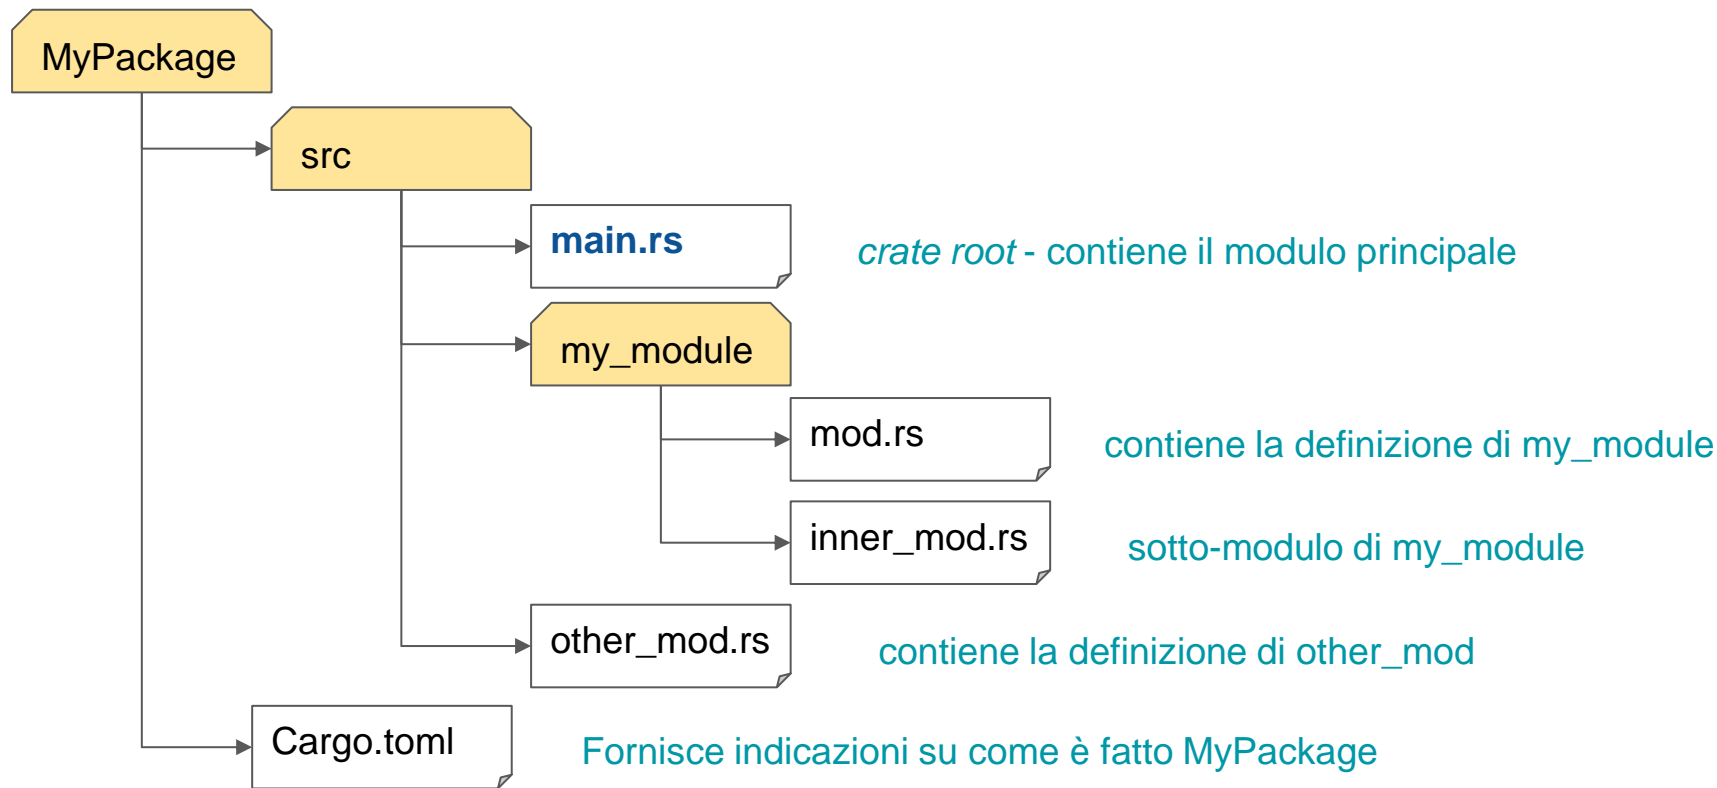 MyPackage
src
main.rs
crate root - contiene il modulo principale
my_module
mod.rs
contiene la definizione di my_module
inner_mod.rs
sotto-modulo di my_module
other_mod.rs
contiene la definizione di other_mod
Cargo.toml
Fornisce indicazioni su come è fatto MyPackage